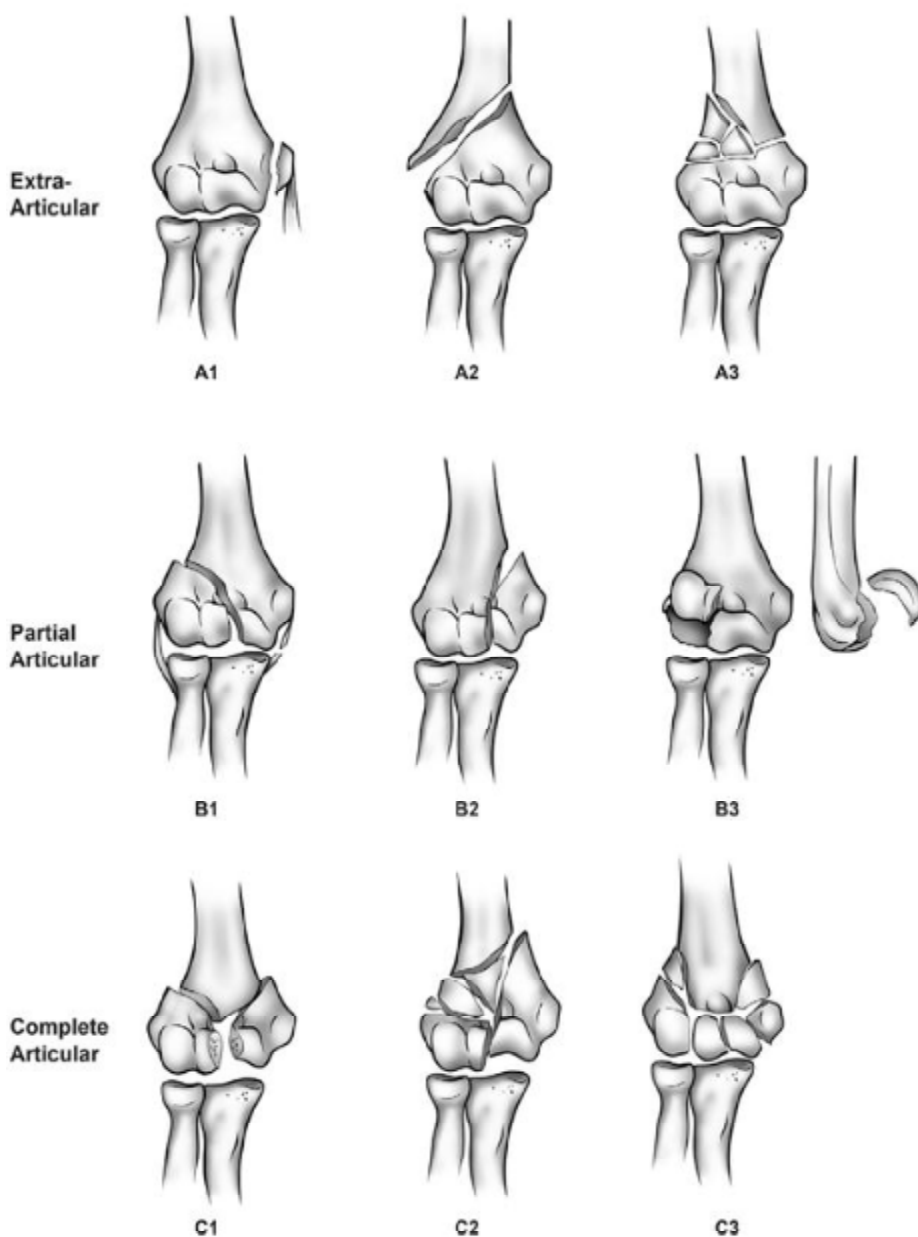 Extra-
Articular
A1
A2
A3
Partial
Articular
B1
B2
B3
Complete
Articular
C1
C2
C3